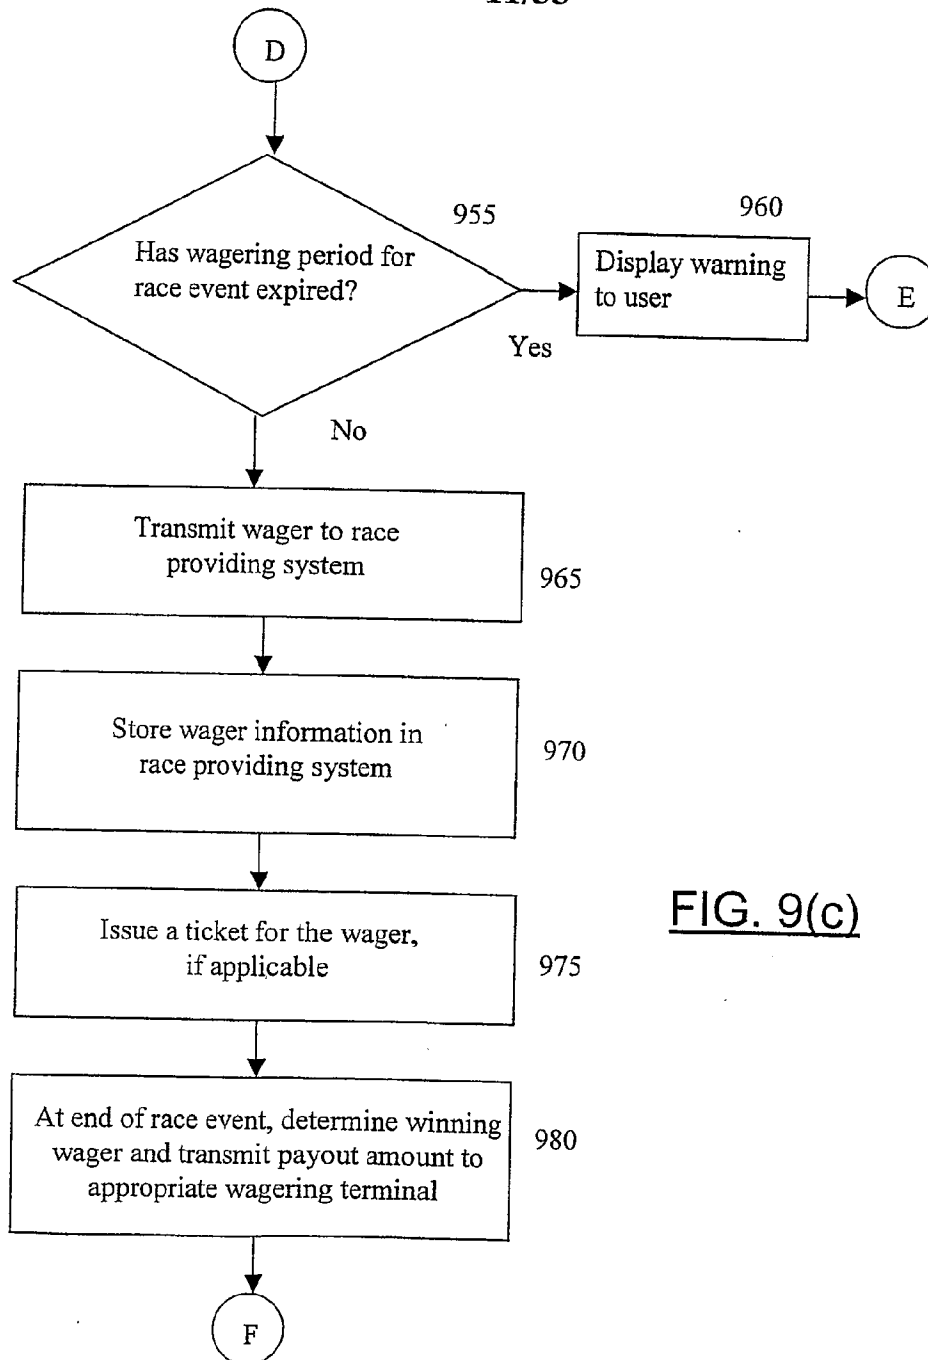 D
955
960
Has wagering period for
race event expired?
Display warning
to user
E
Yes
No
Transmit wager to race
providing system
965
Store wager information in
race providing system
970
Issue a ticket for the wager,
if applicable
975
FIG. 9(c)
At end of race event, determine winning
wager and transmit payout amount to
appropriate wagering terminal
980
F